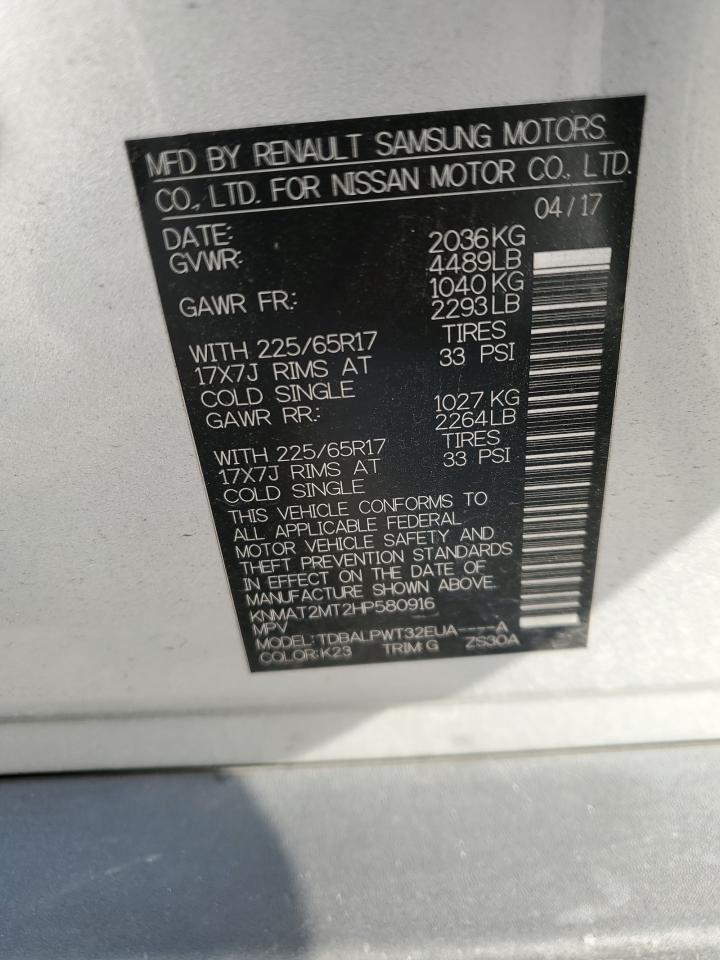 MFD BY RENAULT SAMSUNG MOTORS
CO., LTD. FOR NISSAN MOTOR CO., LTD.
DATE: 04/17
GVWR: 2036KG
4489LB
GAWR FR: 1040 KG
2293LB
WITH 225/65R17 TIRES
17X7J RIMS AT 33 PSI
COLD SINGLE
GAWR RR: 1027 KG
2264LB
WITH 225/65R17 TIRES
17X7J RIMS AT 33 PSI
COLD SINGLE
THIS VEHICLE CONFORMS TO
ALL APPLICABLE FEDERAL
MOTOR VEHICLE SAFETY AND
THEFT PREVENTION STANDARDS
IN EFFECT ON THE DATE OF
MANUFACTURE SHOWN ABOVE.
KNMAT2MT2HP580916
MPV
MODEL:TDBALPWT32EUA----A
COLOR:K23 TRIM:G ZS30A